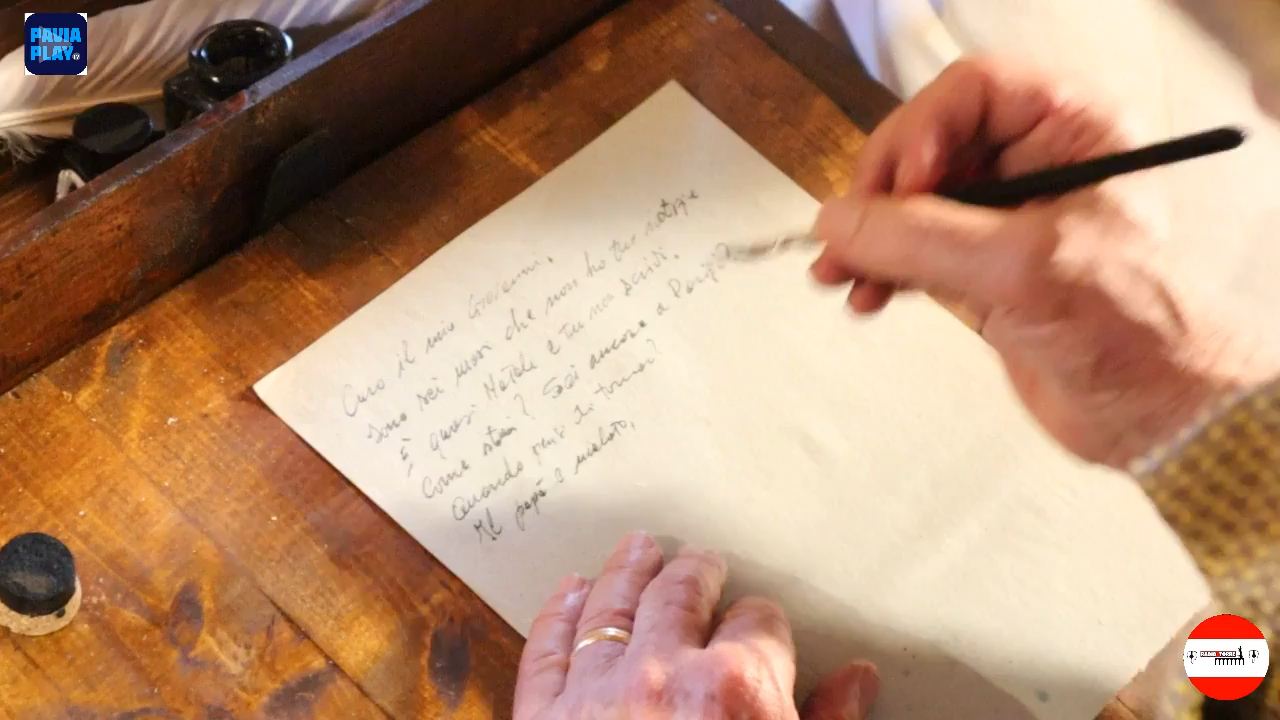 PAVIA
PLAY
Caro il mio Giovanni,
sono sei mesi che non ho tue notizie
È quasi Natale e tu non scrivi.
Come stai? Sei ancora a Parigi?
Quando pensi di tornare?
Il papà è malato,